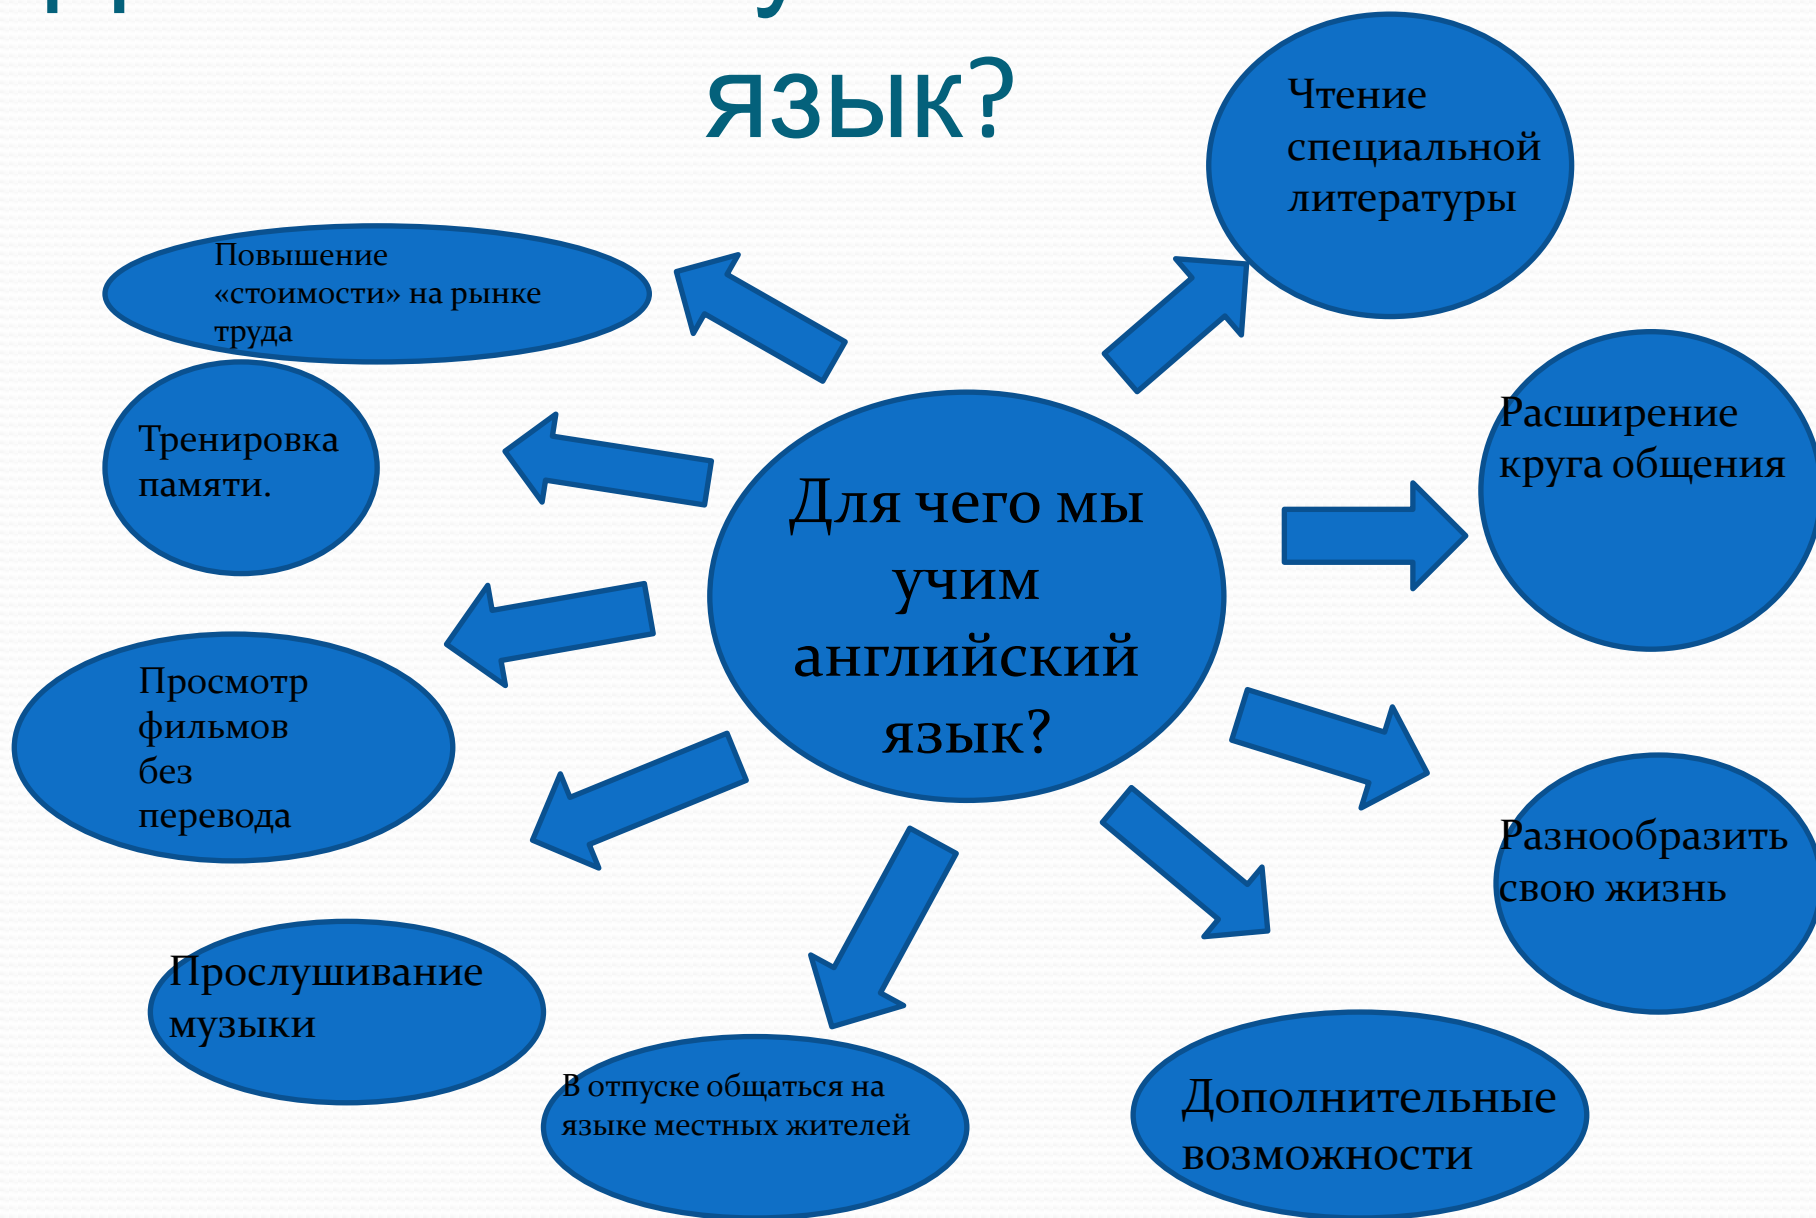 язык?
Чтение
специальной
литературы
Повышение
«стоимости» на рынке
труда
Расширение
круга общения
Тренировка
памяти.
Для чего мы
учим
английский
язык?
Просмотр
фильмов
без
перевода
Разнообразить
свою жизнь
Прослушивание
музыки
В отпуске общаться на
языке местных жителей
Дополнительные
возможности